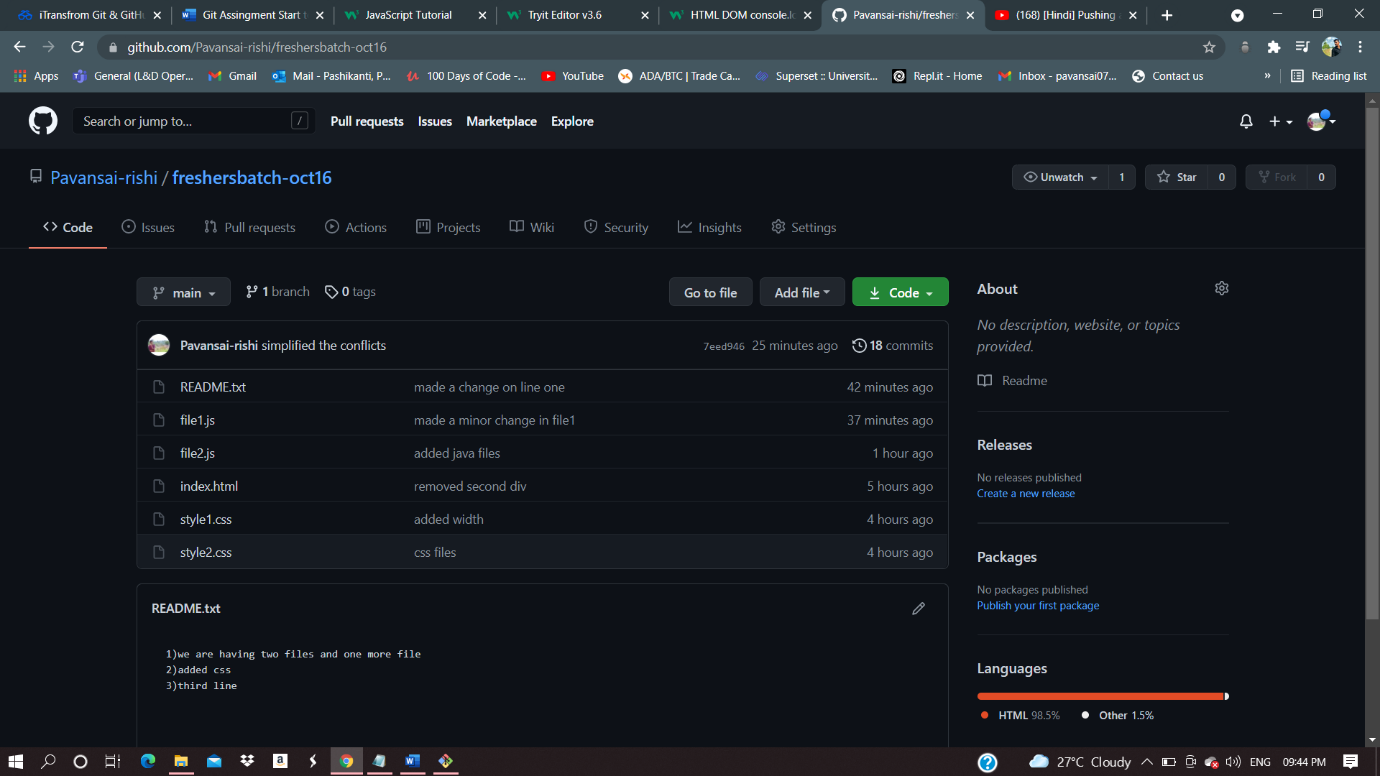 iTransfrom Git & GitHu
Git Assingment Start t
JavaScript Tutorial
Tryit Editor v3.6
HTML DOM console.lo
Pavansai-rishi/freshers
(168) [Hindi] Pushing
github.com/Pavansai-rishi/freshersbatch-oct16
Apps
General (L&D Oper...
Gmail
Mail - Pashikanti, P...
100 Days of Code -...
YouTube
ADA/BTC | Trade Ca...
Superset :: Universit...
Repl.it - Home
Inbox - pavansai07...
Contact us
»
Reading list
Search or jump to... /
Pull requests Issues Marketplace Explore
Pavansai-rishi / freshersbatch-oct16
Unwatch 1
Star 0
Fork 0
<> Code Issues Pull requests Actions Projects Wiki Security Insights Settings
main 1 branch 0 tags
Go to file Add file Code
Pavansai-rishi simplified the conflicts 7eed946 25 minutes ago 18 commits
README.txt made a change on line one 42 minutes ago
file1.js made a minor change in file1 37 minutes ago
file2.js added java files 1 hour ago
index.html removed second div 5 hours ago
style1.css added width 4 hours ago
style2.css css files 4 hours ago
README.txt
1)we are having two files and one more file
2)added css
3)third line
About
No description, website, or topics
provided.
Readme
Releases
No releases published
Create a new release
Packages
No packages published
Publish your first package
Languages
HTML 98.5% Other 1.5%
27°C Cloudy ENG 09:44 PM